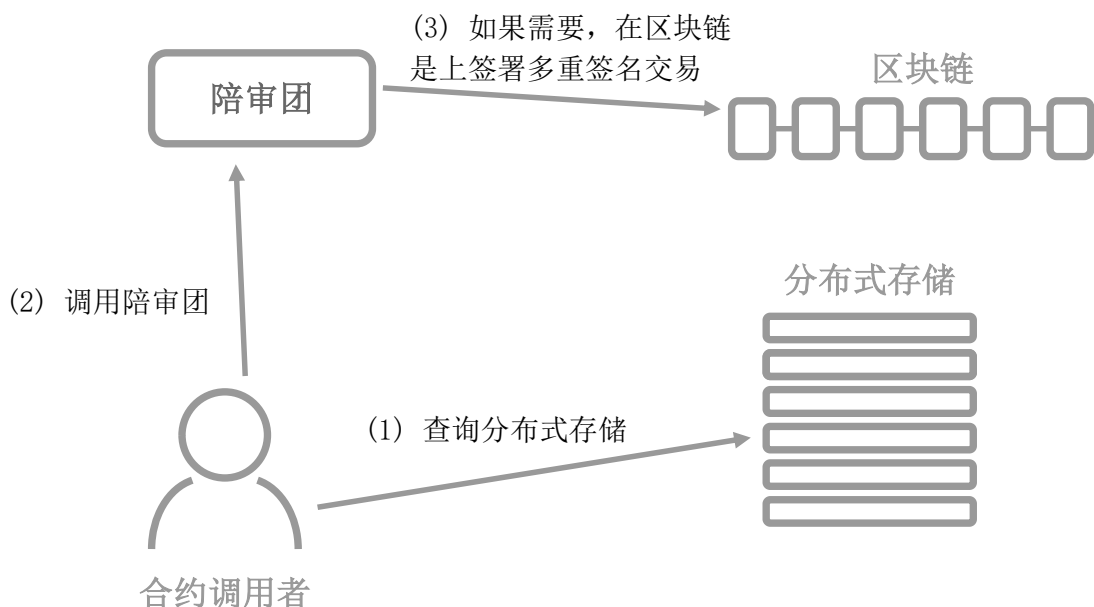 (3) 如果需要，在区块链
是上签署多重签名交易
区块链
陪审团
分布式存储
(2) 调用陪审团
(1) 查询分布式存储
合约调用者